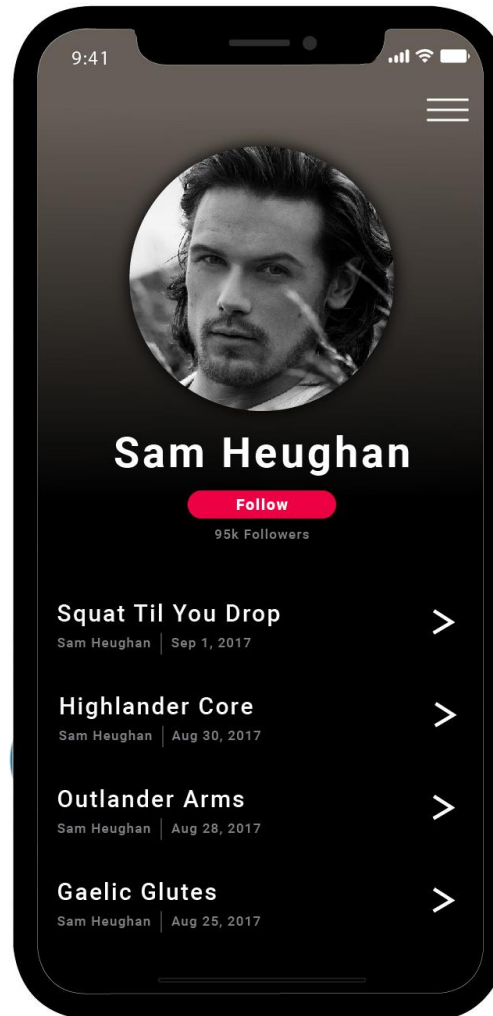 9:41
Sam Heughan
Follow
95k Followers
Squat Til You Drop
Sam Heughan | Sep 1, 2017
Highlander Core
Sam Heughan | Aug 30, 2017
Outlander Arms
Sam Heughan | Aug 28, 2017
Gaelic Glutes
Sam Heughan | Aug 25, 2017